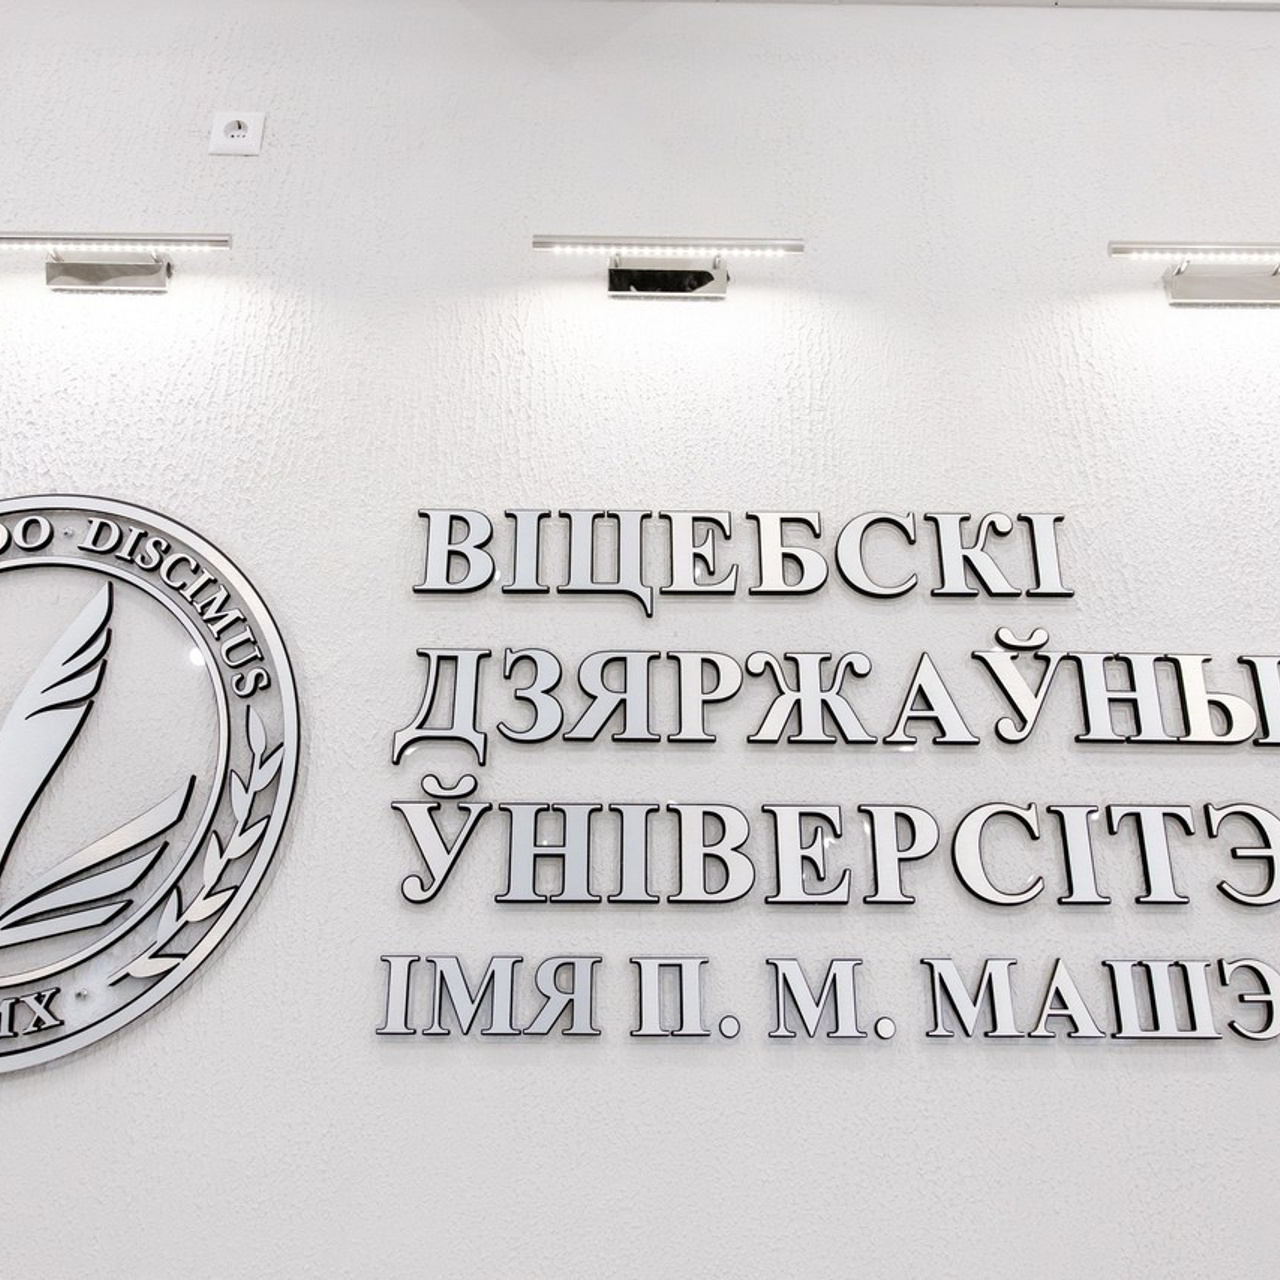 DISCIMUS
ВІЦЕБСКІ
ДЗЯРЖАЎНЫ
ЎНІВЕРСІТЭ
ІМЯ П. М. МАШЭ